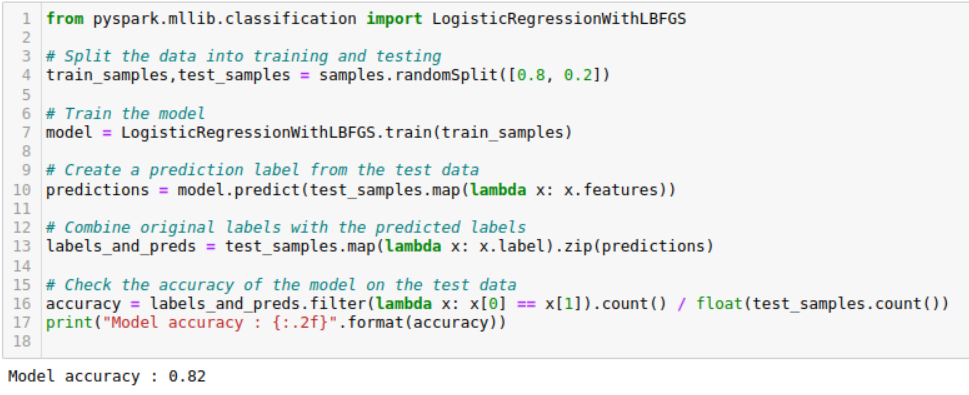 1 from pyspark.mllib.classification import LogisticRegressionWithLBFGS
2
3 # Split the data into training and testing
4 train_samples,test_samples = samples.randomSplit([0.8, 0.2])
5
6 # Train the model
7 model = LogisticRegressionWithLBFGS.train(train_samples)
8
9 # Create a prediction label from the test data
10 predictions = model.predict(test_samples.map(lambda x: x.features))
11
12 # Combine original labels with the predicted labels
13 labels_and_preds = test_samples.map(lambda x: x.label).zip(predictions)
14
15 # Check the accuracy of the model on the test data
16 accuracy = labels_and_preds.filter(lambda x: x[0] == x[1]).count() / float(test_samples.count())
17 print("Model accuracy : {:.2f}".format(accuracy))
18
Model accuracy : 0.82